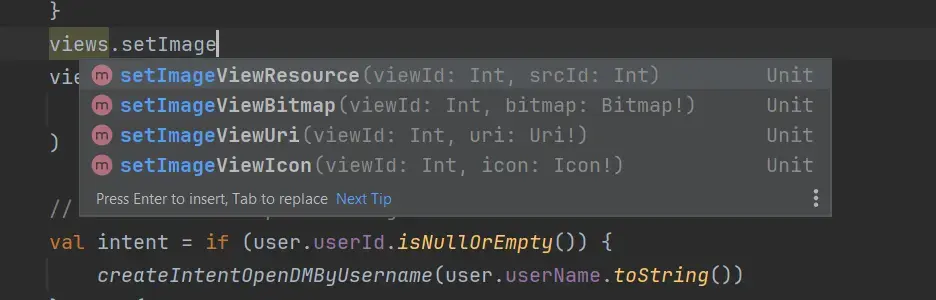 }
views.setImage
vie
m setImageViewResource(viewId: Int, srcId: Int) Unit
m setImageViewBitmap(viewId: Int, bitmap: Bitmap!) Unit
m setImageViewUri(viewId: Int, uri: Uri!) Unit
)
m setImageViewIcon(viewId: Int, icon: Icon!) Unit
Press Enter to insert, Tab to replace Next Tip
//
val intent = if (user.userId.isNullOrEmpty()) {
createIntentOpenDMByUsername(user.userName.toString())